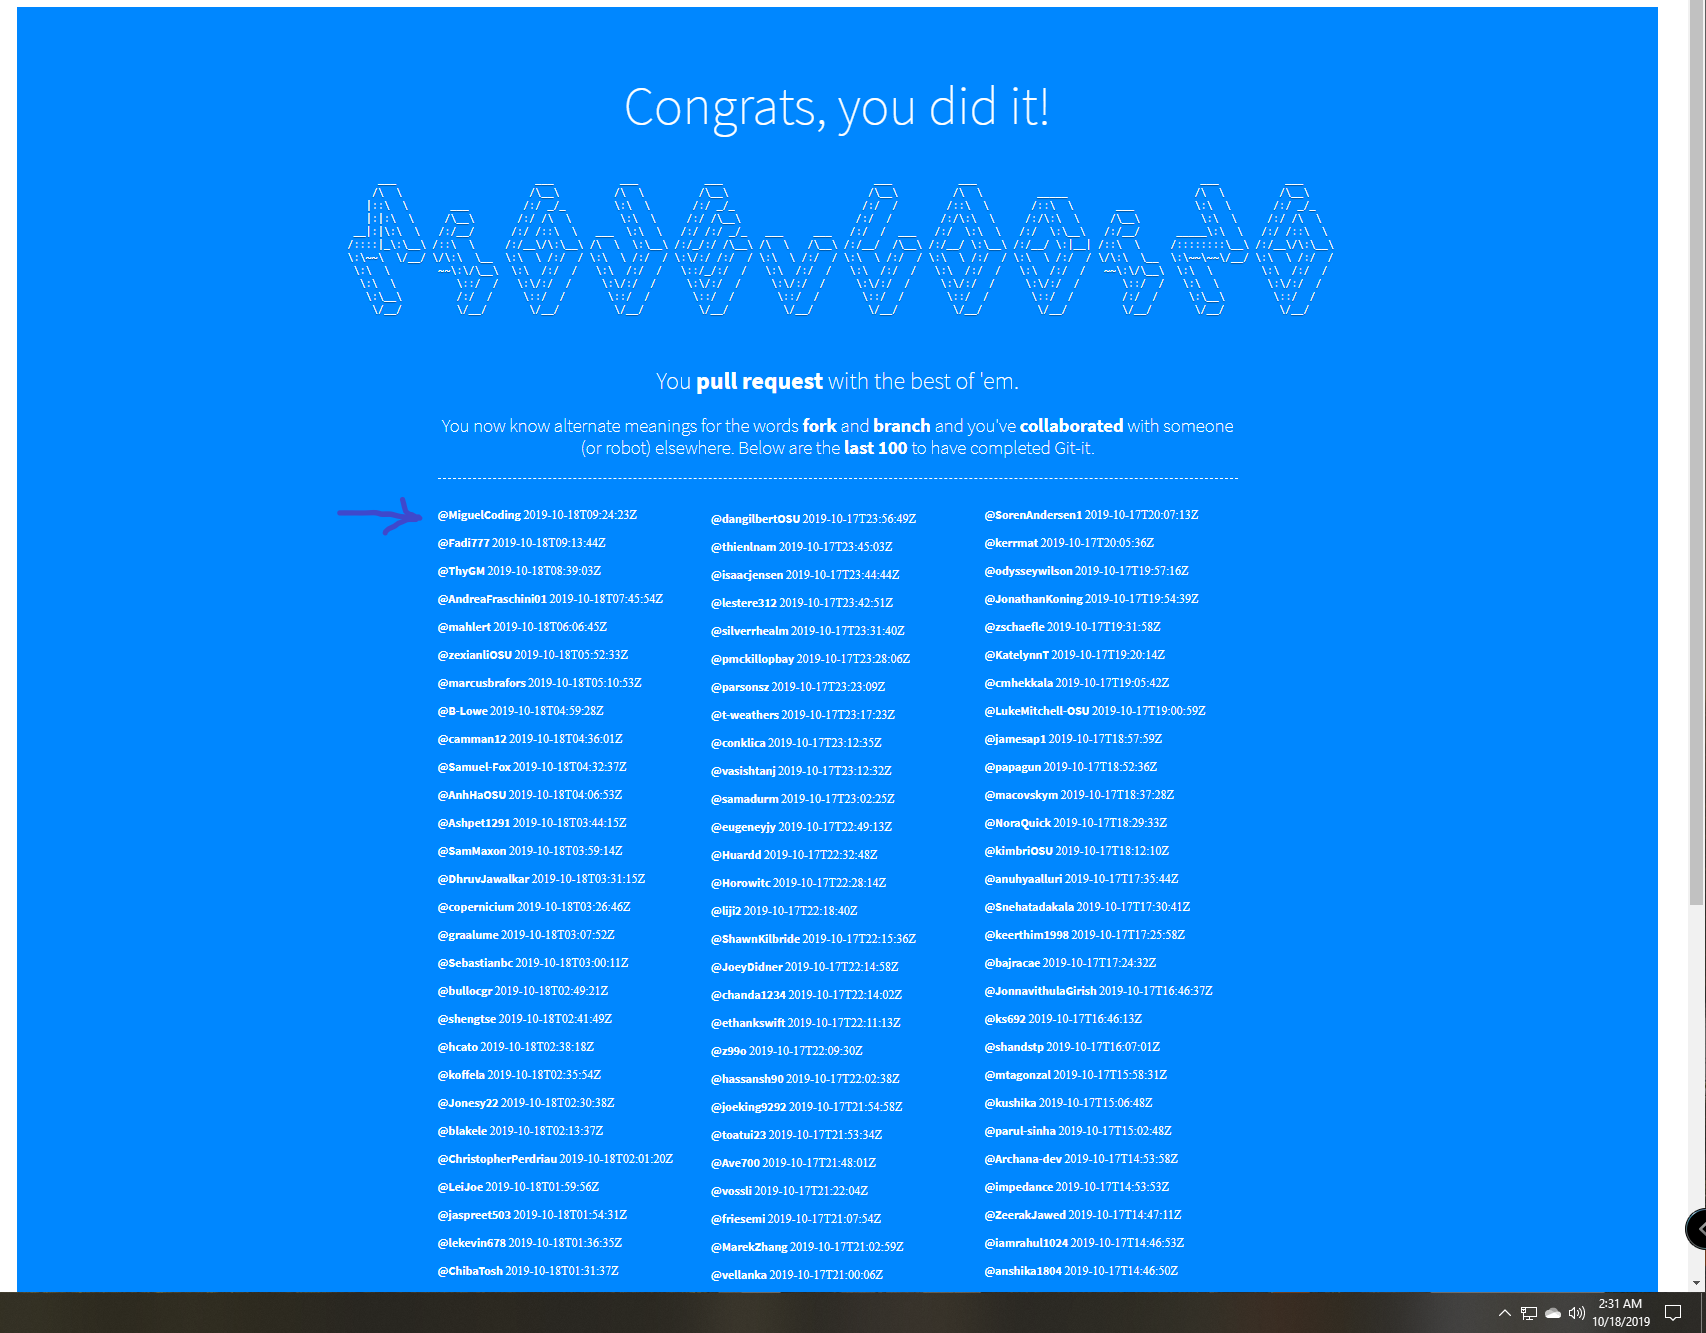 Congrats, you did it!
You pull request with the best of 'em.
You now know alternate meanings for the words fork and branch and you've collaborated with someone
(or robot) elsewhere. Below are the last 100 to have completed Git-it.
@MiguelCoding 2019-10-18T09:24:23Z
@Fadi777 2019-10-18T09:13:44Z
@ThyGM 2019-10-18T08:39:03Z
@AndreaFraschini01 2019-10-18T07:45:54Z
@mahlert 2019-10-18T06:06:45Z
@zexianliOSU 2019-10-18T05:52:33Z
@marcusbrafors 2019-10-18T05:10:53Z
@B-Lowe 2019-10-18T04:59:28Z
@camman12 2019-10-18T04:36:01Z
@Samuel-Fox 2019-10-18T04:32:37Z
@AnhHaOSU 2019-10-18T04:06:53Z
@Ashpet1291 2019-10-18T03:44:15Z
@SamMaxon 2019-10-18T03:59:14Z
@DhruvJawalkar 2019-10-18T03:31:15Z
@copernicium 2019-10-18T03:26:46Z
@graalume 2019-10-18T03:07:52Z
@Sebastianbc 2019-10-18T03:00:11Z
@bullocgr 2019-10-18T02:49:21Z
@shengtse 2019-10-18T02:41:49Z
@hcato 2019-10-18T02:38:18Z
@koffela 2019-10-18T02:35:54Z
@Jonesy22 2019-10-18T02:30:38Z
@blakele 2019-10-18T02:13:37Z
@ChristopherPerdriau 2019-10-18T02:01:20Z
@LeiJoe 2019-10-18T01:59:56Z
@jaspreet503 2019-10-18T01:54:31Z
@lekevin678 2019-10-18T01:36:35Z
@ChibaTosh 2019-10-18T01:31:37Z
@dangilbertOSU 2019-10-17T23:56:49Z
@thienlnam 2019-10-17T23:45:03Z
@isaacjensen 2019-10-17T23:44:44Z
@lestere312 2019-10-17T23:42:51Z
@silverrhealm 2019-10-17T23:31:40Z
@pmckillopbay 2019-10-17T23:28:06Z
@parsonsz 2019-10-17T23:23:09Z
@t-weathers 2019-10-17T23:17:23Z
@conklica 2019-10-17T23:12:35Z
@vasishtanj 2019-10-17T23:12:32Z
@samadurm 2019-10-17T23:02:25Z
@eugeneyjy 2019-10-17T22:49:13Z
@Huardd 2019-10-17T22:32:48Z
@Horowitc 2019-10-17T22:28:14Z
@liji2 2019-10-17T22:18:40Z
@ShawnKilbride 2019-10-17T22:15:36Z
@JoeyDidner 2019-10-17T22:14:58Z
@chanda1234 2019-10-17T22:14:02Z
@ethankswift 2019-10-17T22:11:13Z
@z99o 2019-10-17T22:09:30Z
@hassansh90 2019-10-17T22:02:38Z
@joeking9292 2019-10-17T21:54:58Z
@toatui23 2019-10-17T21:53:34Z
@Ave700 2019-10-17T21:48:01Z
@vossli 2019-10-17T21:22:04Z
@friesemi 2019-10-17T21:07:54Z
@MarekZhang 2019-10-17T21:02:59Z
@vellanka 2019-10-17T21:00:06Z
@SorenAndersen1 2019-10-17T20:07:13Z
@kerrmat 2019-10-17T20:05:36Z
@odysseywilson 2019-10-17T19:57:16Z
@JonathanKoning 2019-10-17T19:54:39Z
@zschaefle 2019-10-17T19:31:58Z
@KatelynnT 2019-10-17T19:20:14Z
@cmhekkala 2019-10-17T19:05:42Z
@LukeMitchell-OSU 2019-10-17T19:00:59Z
@jamesap1 2019-10-17T18:57:59Z
@papagun 2019-10-17T18:52:36Z
@macovskym 2019-10-17T18:37:28Z
@NoraQuick 2019-10-17T18:29:33Z
@kimbriOSU 2019-10-17T18:12:10Z
@anuhyaalluri 2019-10-17T17:35:44Z
@Snehatadakala 2019-10-17T17:30:41Z
@keerthim1998 2019-10-17T17:25:58Z
@bajracae 2019-10-17T17:24:32Z
@JonnavithulaGirish 2019-10-17T16:46:37Z
@ks692 2019-10-17T16:46:13Z
@shandstp 2019-10-17T16:07:01Z
@mtagonzal 2019-10-17T15:58:31Z
@kushika 2019-10-17T15:06:48Z
@parul-sinha 2019-10-17T15:02:48Z
@Archana-dev 2019-10-17T14:53:58Z
@impedance 2019-10-17T14:53:53Z
@ZeerakJawed 2019-10-17T14:47:11Z
@iamrahul1024 2019-10-17T14:46:53Z
@anshika1804 2019-10-17T14:46:50Z
2:31 AM
10/18/2019